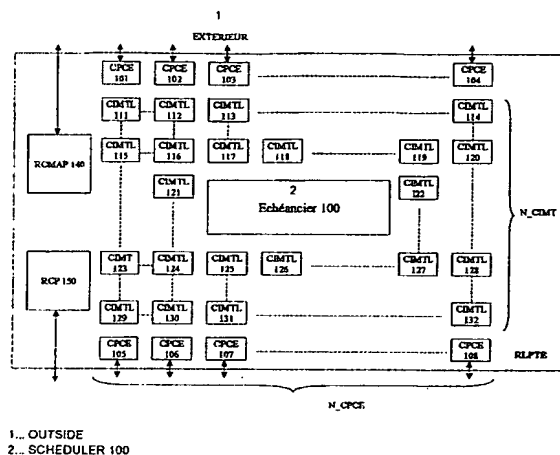 1
EXTERIEUR
CPCE 101
CPCE 102
CPCE 103
CPCE 104
CIMTL 111
CIMTL 112
CIMTL 113
CIMTL 114
RCMAP 140
CIMTL 115
CIMTL 116
CIMTL 117
CIMTL 118
CIMTL 119
CIMTL 120
CIMTL 121
2
Echéancier 100
CIMTL 122
N_CIMT
RCP 150
CIMT 123
CIMTL 124
CIMTL 125
CIMTL 126
CIMTL 127
CIMTL 128
CIMTL 129
CIMTL 130
CIMTL 131
CIMTL 132
CPCE 105
CPCE 106
CPCE 107
CPCE 108
RLPTE
N_CPCE
1... OUTSIDE
2... SCHEDULER 100